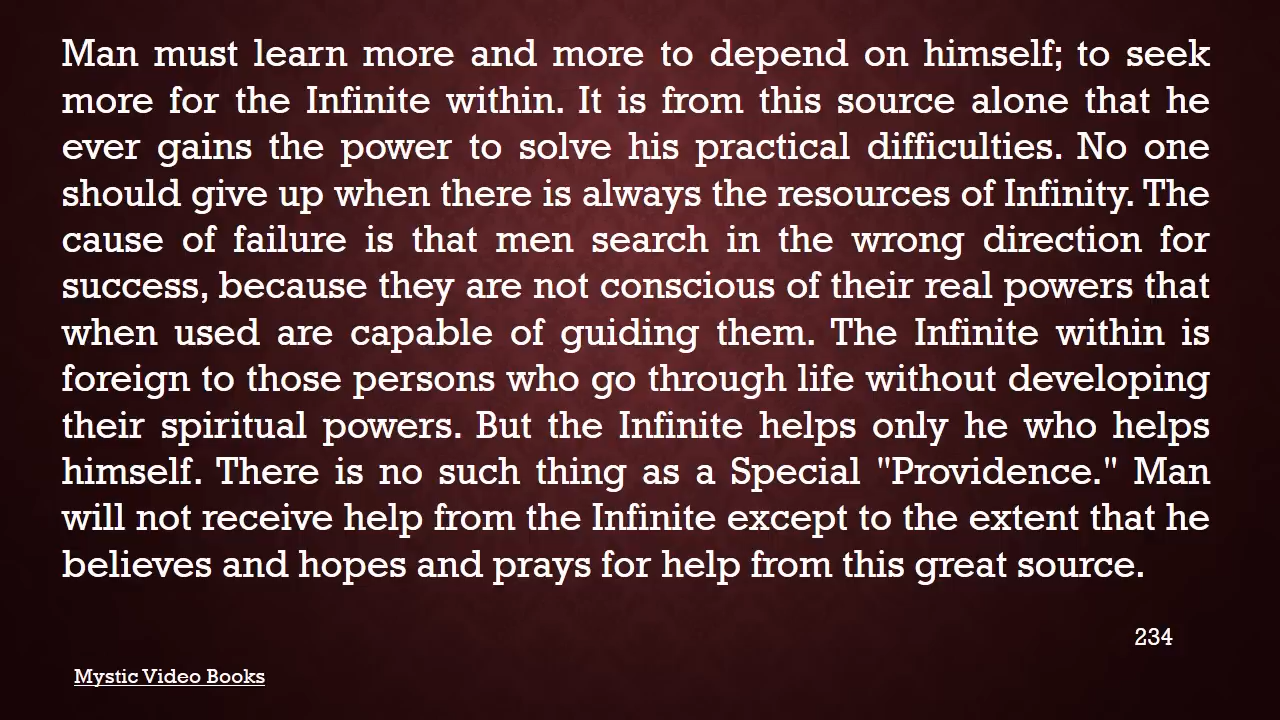 Man must learn more and more to depend on himself; to seek
more for the Infinite within. It is from this source alone that he
ever gains the power to solve his practical difficulties. No one
should give up when there is always the resources of Infinity. The
cause of failure is that men search in the wrong direction for
success, because they are not conscious of their real powers that
when used are capable of guiding them. The Infinite within is
foreign to those persons who go through life without developing
their spiritual powers. But the Infinite helps only he who helps
himself. There is no such thing as a Special "Providence." Man
will not receive help from the Infinite except to the extent that he
believes and hopes and prays for help from this great source.
234
Mystic Video Books